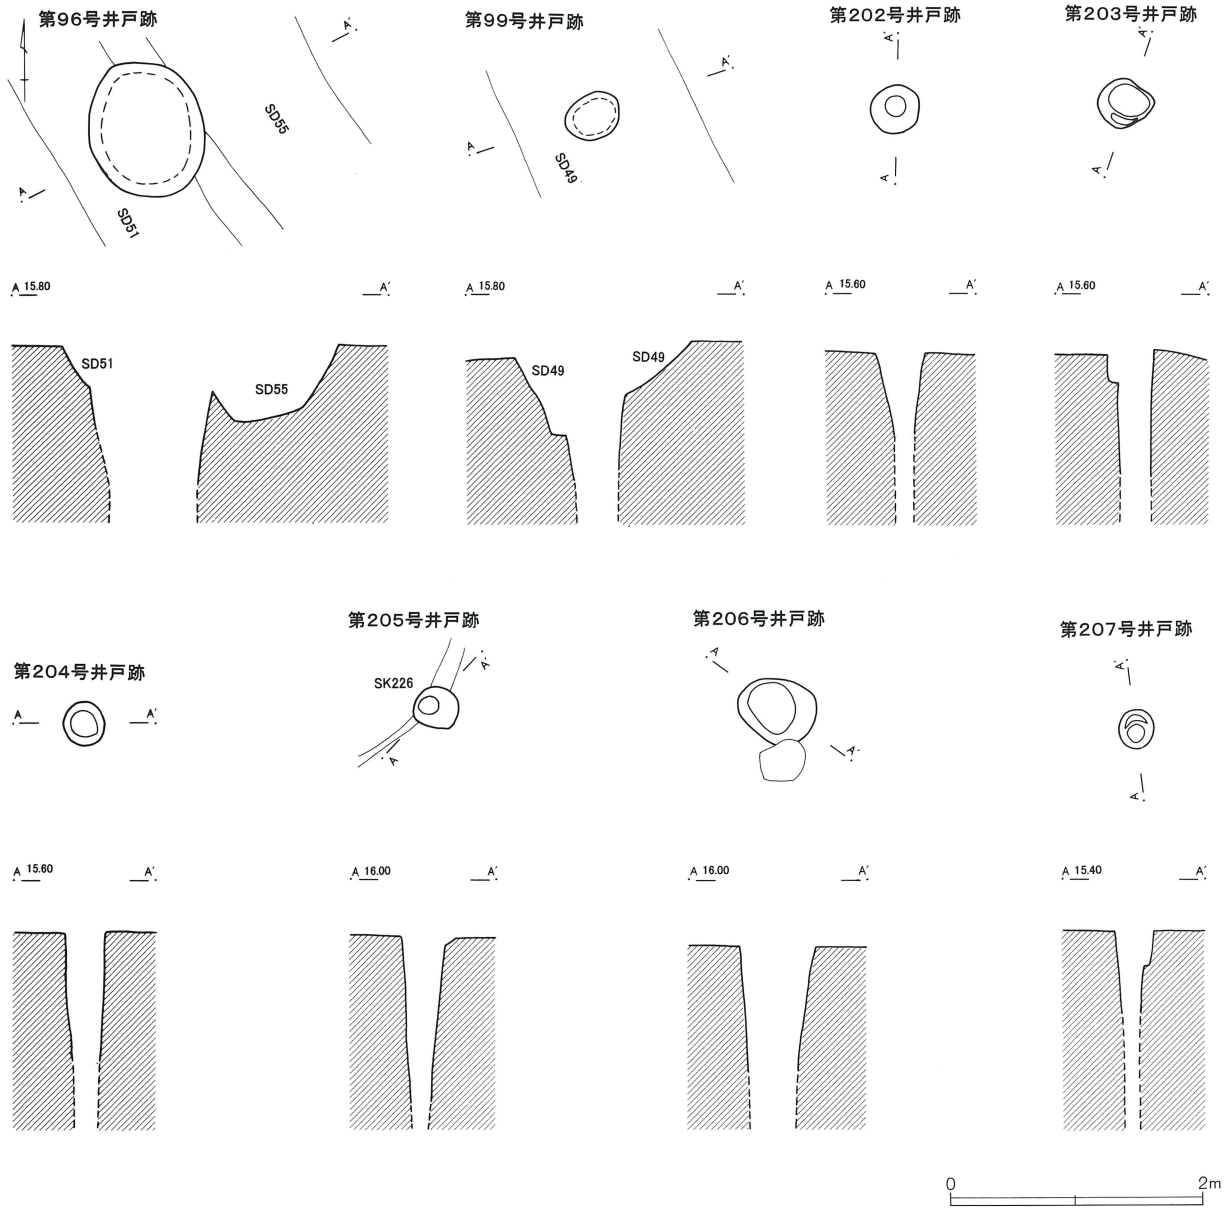 第96号井戸跡
A
A′
SD55
SD51
A 15.80 A′
SD51
SD55
第99号井戸跡
A
A′
SD49
A 15.80 A′
SD49
SD49
第202号井戸跡
A′
A
A 15.60 A′
第203号井戸跡
A′
A
A 15.60 A′
第204号井戸跡
A A′
A 15.60 A′
第205号井戸跡
SK226
A′
A
A 16.00 A′
第206号井戸跡
A
A′
A 16.00 A′
第207号井戸跡
A′
A
A 15.40 A′
0 2m